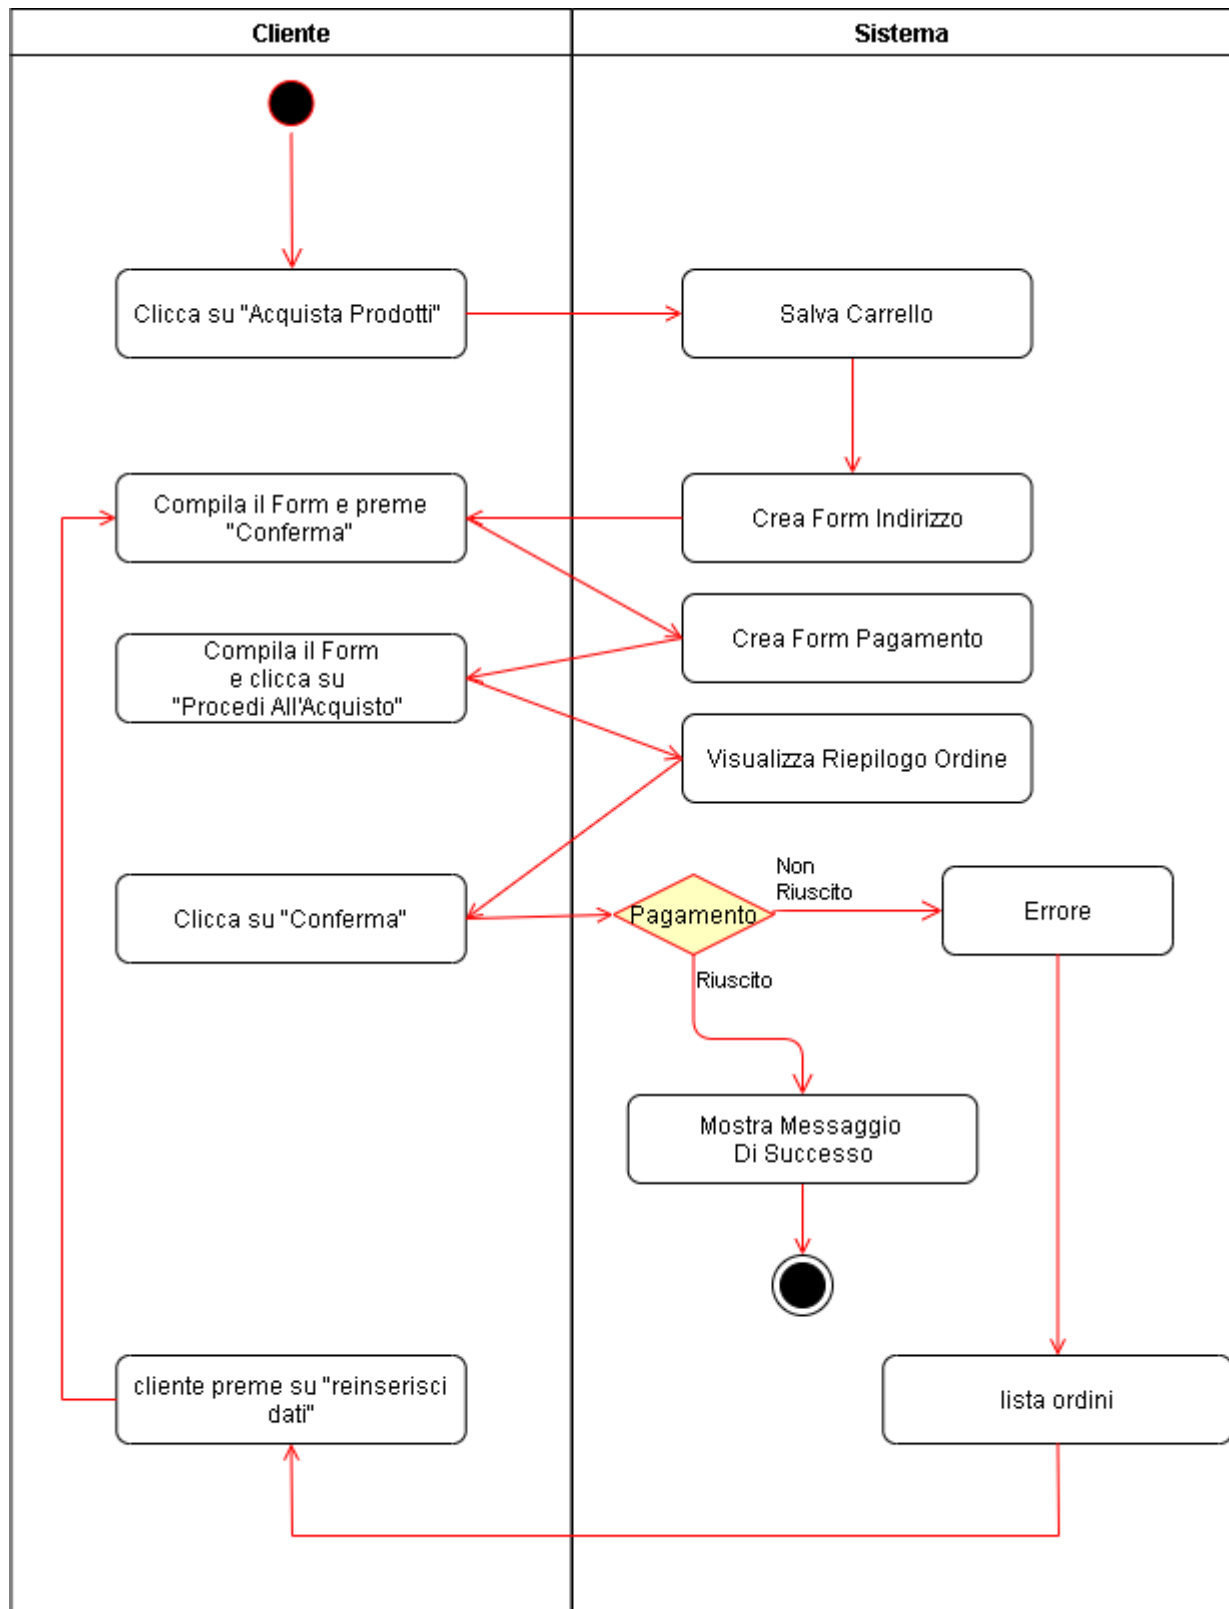 Cliente
Sistema
Clicca su "Acquista Prodotti"
Salva Carrello
Compila il Form e preme
"Conferma"
Crea Form Indirizzo
Crea Form Pagamento
Compila il Form
e clicca su
"Procedi All'Acquisto"
Visualizza Riepilogo Ordine
Clicca su "Conferma"
Pagamento
Non
Riuscito
Errore
Riuscito
Mostra Messaggio
Di Successo
cliente preme su "reinserisci
dati"
lista ordini